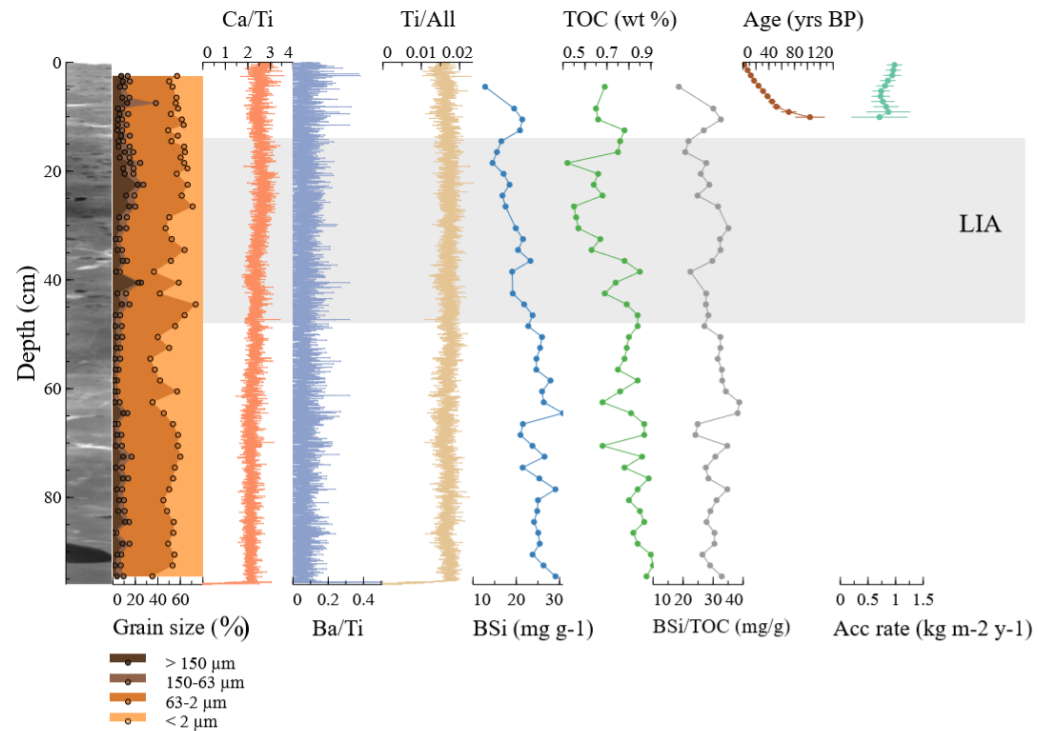 Ca/Ti Ti/All TOC (wt %) Age (yrs BP)
0 1 2 3 4 0 0.01 0.02 0.5 0.7 0.9 0 40 80 120
0
20
40
60
80
Depth (cm)
LIA
0 20 40 60 0 0.2 0.4 10 20 30 10 20 30 40 0 0.5 1 1.5
Grain size (%) Ba/Ti BSi (mg g-1) BSi/TOC (mg/g) Acc rate (kg m-2 y-1)
> 150 µm
150-63 µm
63-2 µm
< 2 µm